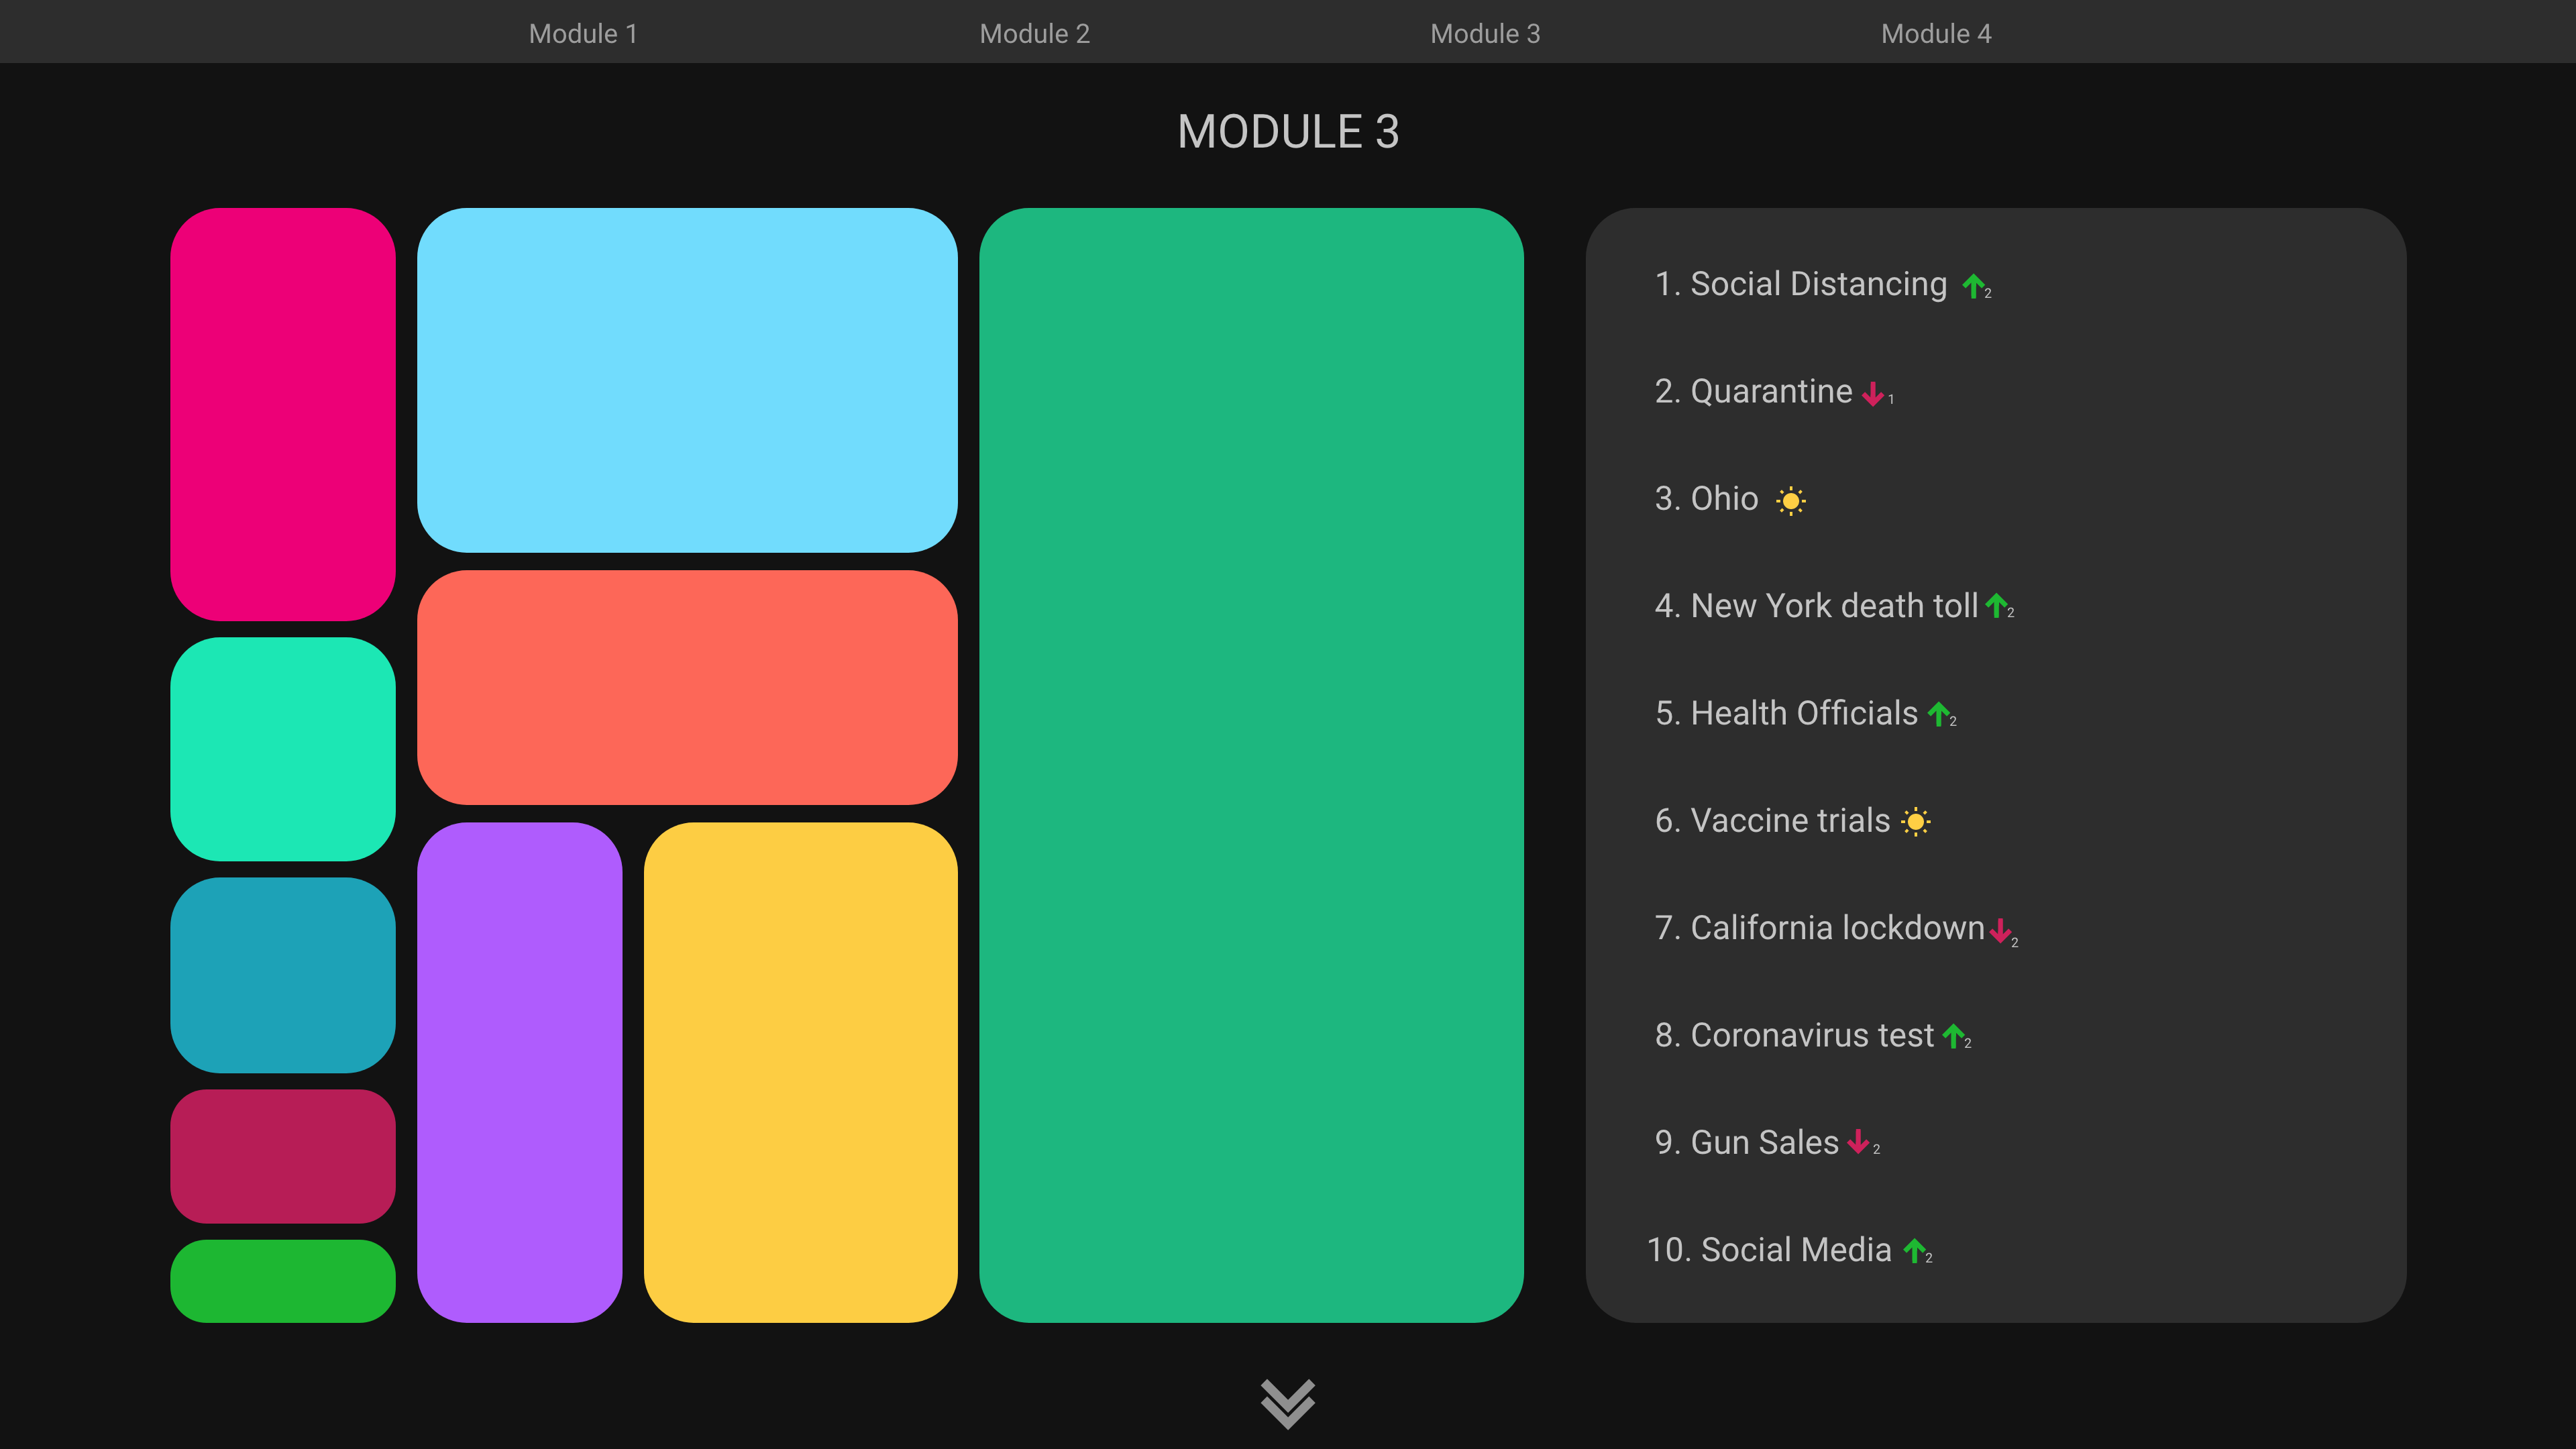 Module 1 Module 2 Module 3 Module 4
MODULE 3
1. Social Distancing 2
2. Quarantine 1
3. Ohio
4. New York death toll 2
5. Health Officials 2
6. Vaccine trials
7. California lockdown 2
8. Coronavirus test 2
9. Gun Sales 2
10. Social Media 2